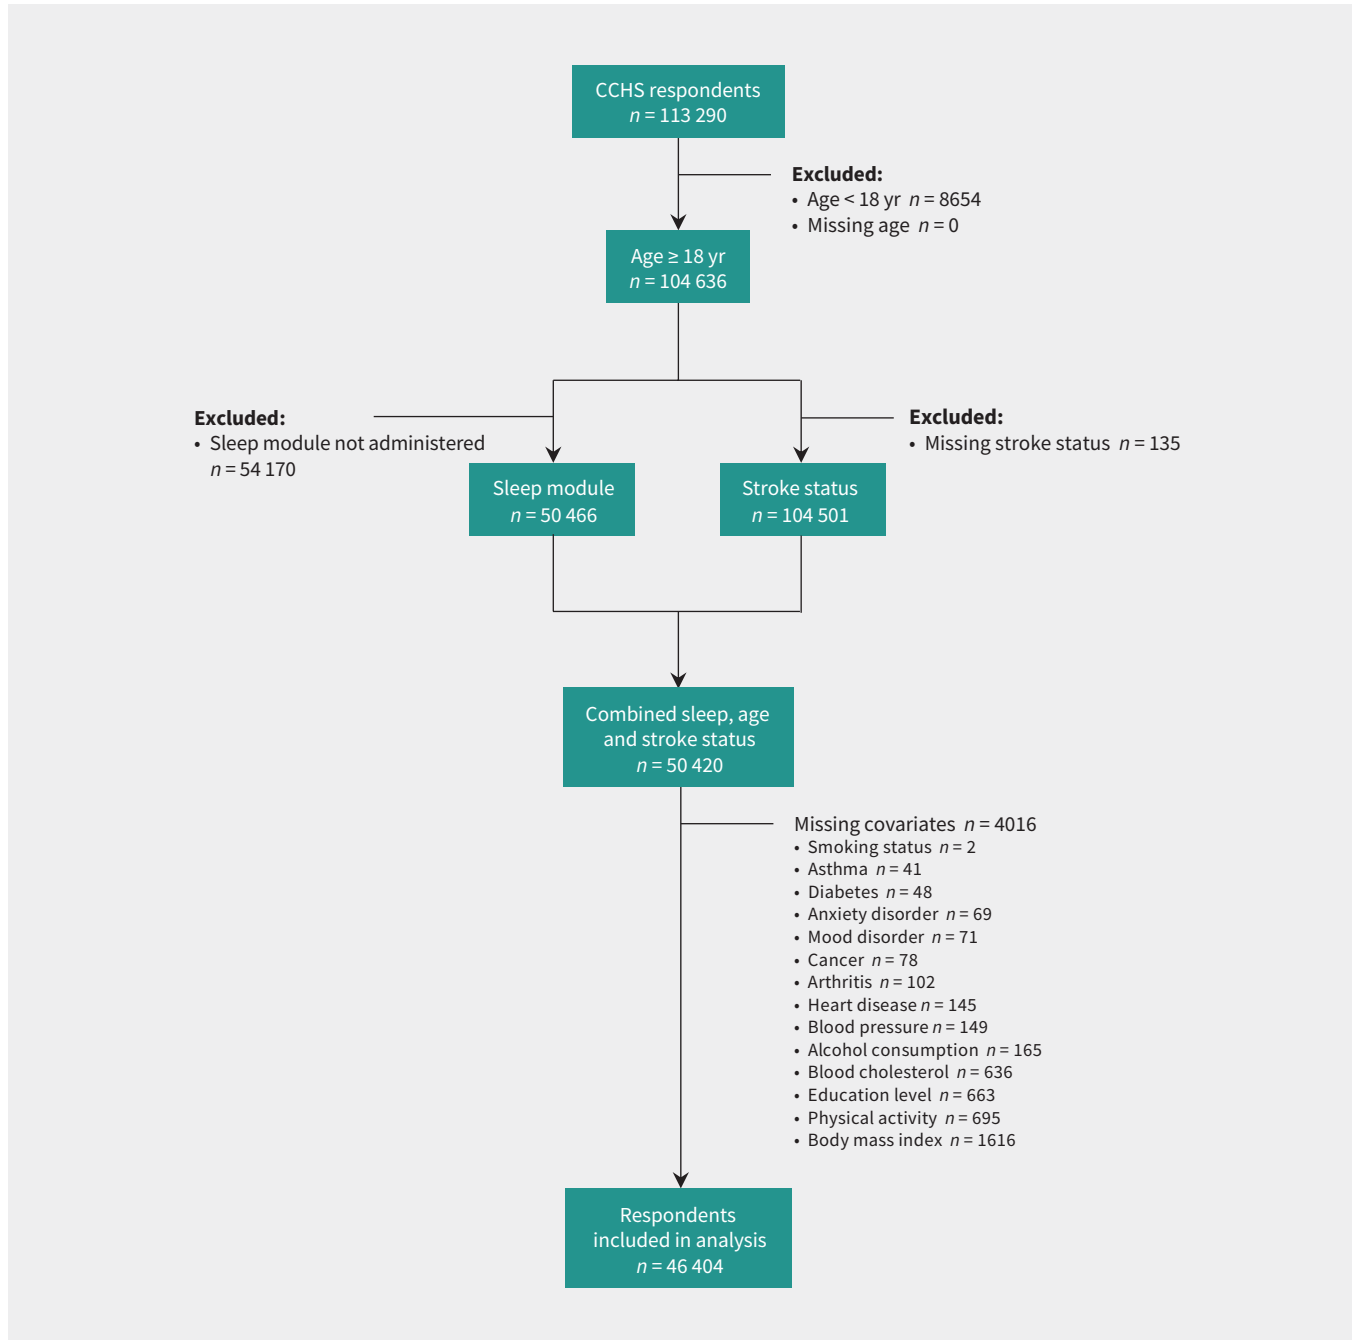 CCHS respondents
n = 113 290
Excluded:
• Age < 18 yr n = 8654
• Missing age n = 0
Age ≥ 18 yr
n = 104 636
Excluded:
• Sleep module not administered
n = 54 170
Excluded:
• Missing stroke status n = 135
Sleep module
n = 50 466
Stroke status
n = 104 501
Combined sleep, age
and stroke status
n = 50 420
Missing covariates n = 4016
• Smoking status n = 2
• Asthma n = 41
• Diabetes n = 48
• Anxiety disorder n = 69
• Mood disorder n = 71
• Cancer n = 78
• Arthritis n = 102
• Heart disease n = 145
• Blood pressure n = 149
• Alcohol consumption n = 165
• Blood cholesterol n = 636
• Education level n = 663
• Physical activity n = 695
• Body mass index n = 1616
Respondents
included in analysis
n = 46 404